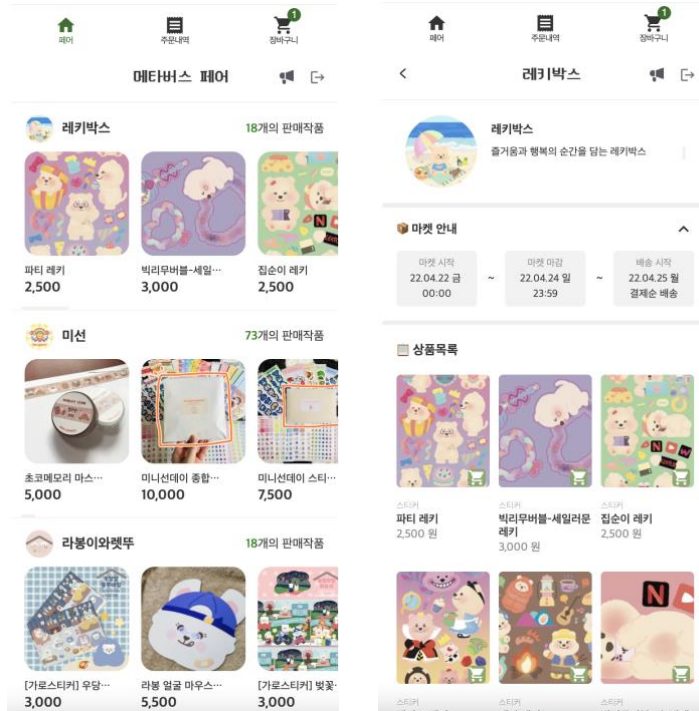 페어
주문내역
1
장바구니
메타버스 페어
레키박스
18개의 판매작품
파티 레키
2,500
빅리무버블-세일…
3,000
집순이 레키
2,500
미선
73개의 판매작품
초코메모리 마스…
5,000
미니선데이 종합…
10,000
미니선데이 스티…
7,500
라봉이와렛뚜
18개의 판매작품
[가로스티커] 우당…
3,000
라봉 얼굴 마우스…
5,500
[가로스티커] 벚꽃…
3,000
페어
주문내역
1
장바구니
레키박스
레키박스
즐거움과 행복의 순간을 담는 레키박스
마켓 안내
마켓 시작
22.04.22 금
00:00
~
마켓 마감
22.04.24 일
23:59
~
배송 시작
22.04.25 월
결제순 배송
상품목록
N
스티커
파티 레키
2,500 원
스티커
빅리무버블-세일러문
레키
3,000 원
스티커
집순이 레키
2,500 원
N
스티커
스티커
스티커